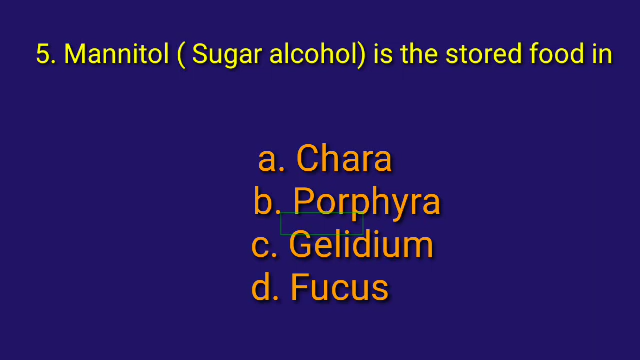 5. Mannitol ( Sugar alcohol) is the stored food in
a. Chara
b. Porphyra
c. Gelidium
d. Fucus